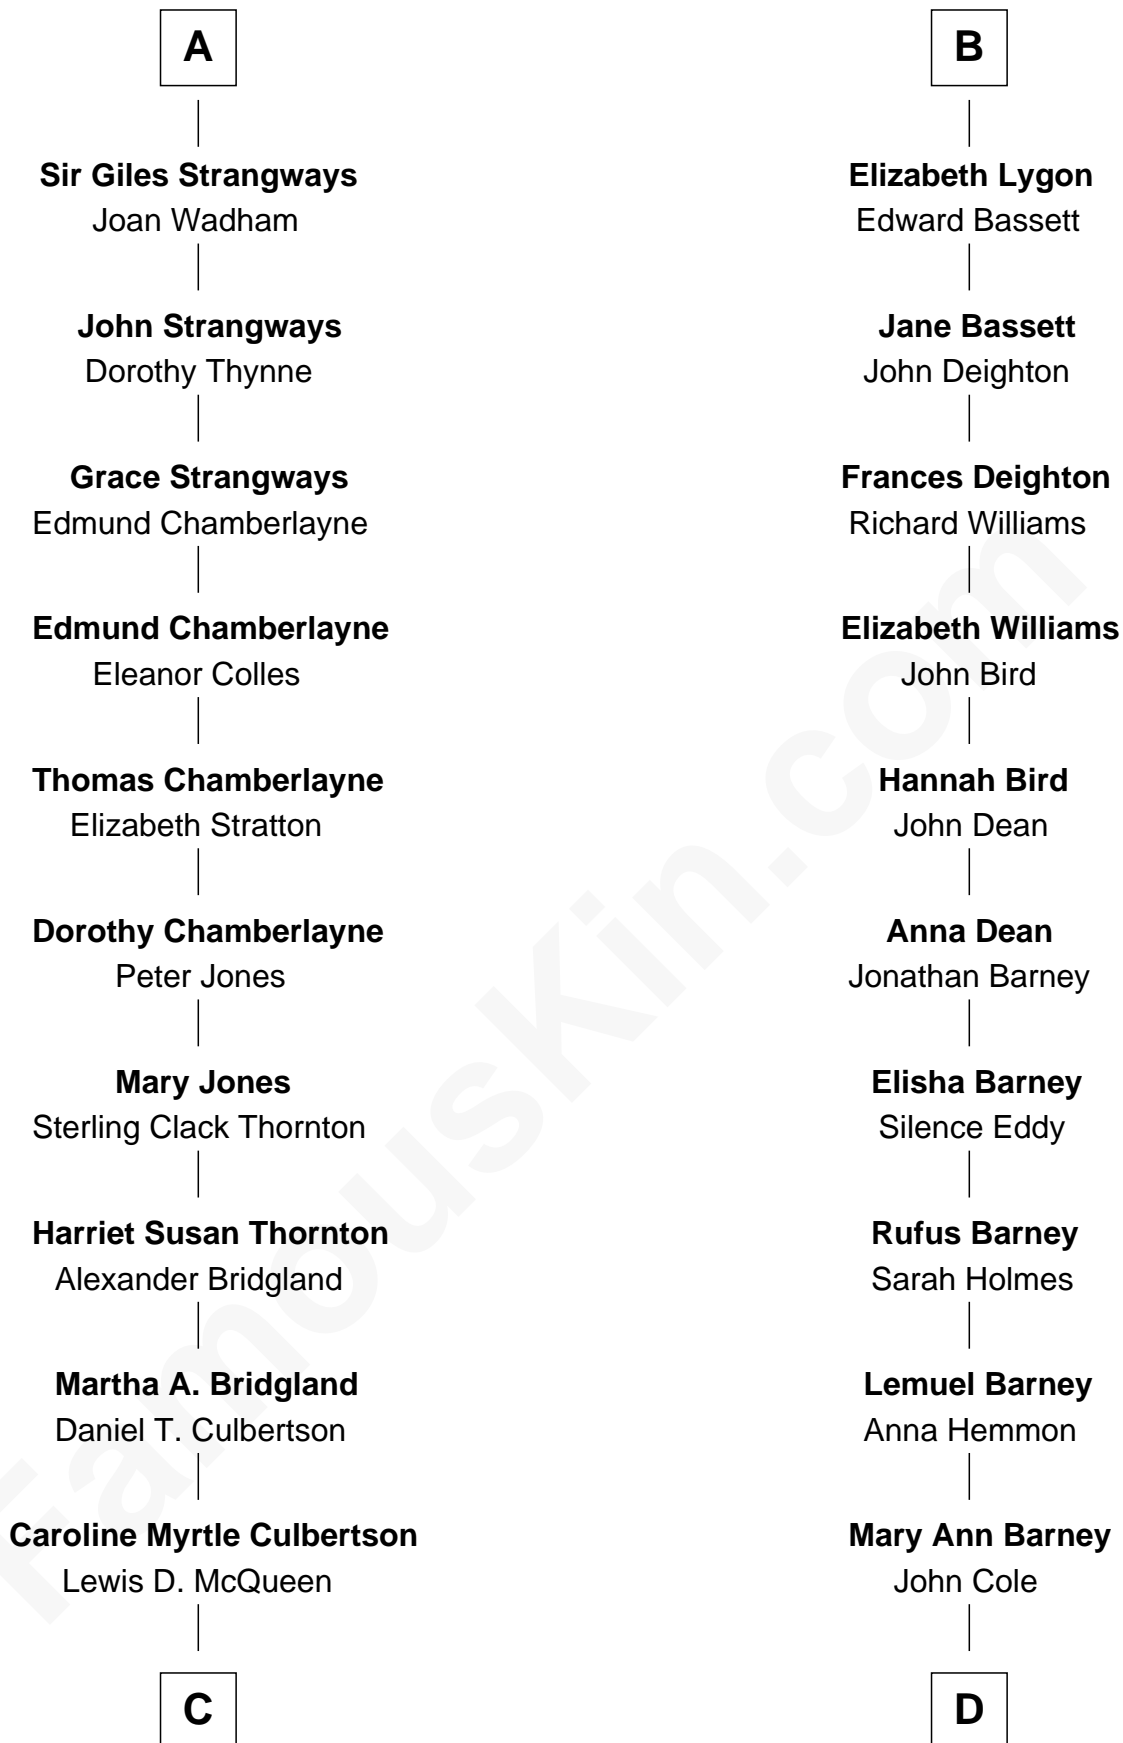 A
Sir Giles Strangways
Joan Wadham
John Strangways
Dorothy Thynne
Grace Strangways
Edmund Chamberlayne
Edmund Chamberlayne
Eleanor Colles
Thomas Chamberlayne
Elizabeth Stratton
Dorothy Chamberlayne
Peter Jones
Mary Jones
Sterling Clack Thornton
Harriet Susan Thornton
Alexander Bridgland
Martha A. Bridgland
Daniel T. Culbertson
Caroline Myrtle Culbertson
Lewis D. McQueen
C
B
Elizabeth Lygon
Edward Bassett
Jane Bassett
John Deighton
Frances Deighton
Richard Williams
Elizabeth Williams
John Bird
Hannah Bird
John Dean
Anna Dean
Jonathan Barney
Elisha Barney
Silence Eddy
Rufus Barney
Sarah Holmes
Lemuel Barney
Anna Hemmon
Mary Ann Barney
John Cole
D
FamousKin.com